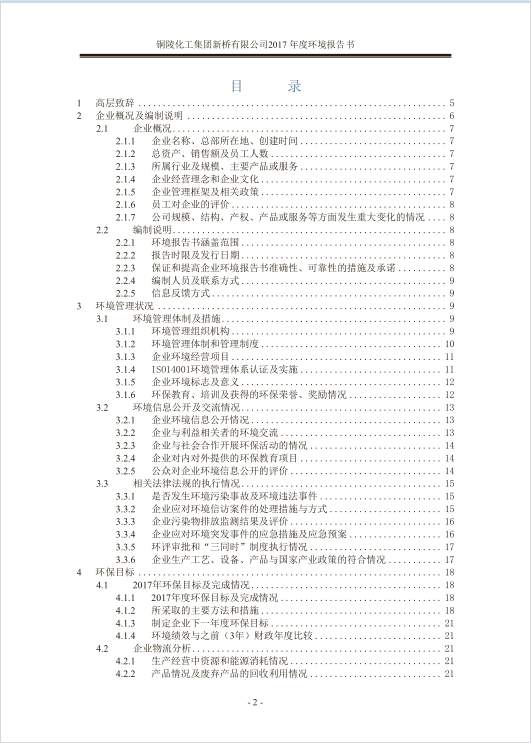 铜陵化工集团新桥有限公司2017 年度环境报告书
目 录
1 高层致辞 5
2 企业概况及编制说明 6
2.1 企业概况 7
2.1.1 企业名称、总部所在地、创建时间 7
2.1.2 总资产、销售额及员工人数 7
2.1.3 所属行业及规模、主要产品或服务 7
2.1.4 企业经营理念和企业文化 7
2.1.5 企业管理框架及相关政策 7
2.1.6 员工对企业的评价 8
2.1.7 公司规模、结构、产权、产品或服务等方面发生重大变化的情况 8
2.2 编制说明 8
2.2.1 环境报告书涵盖范围 8
2.2.2 报告时限及发行日期 8
2.2.3 保证和提高企业环境报告书准确性、可靠性的措施及承诺 8
2.2.4 编制人员及联系方式 9
2.2.5 信息反馈方式 9
3 环境管理状况 9
3.1 环境管理体制及措施 9
3.1.1 环境管理组织机构 9
3.1.2 环境管理体制和管理制度 10
3.1.3 企业环境经营项目 11
3.1.4 ISO14001环境管理体系认证及实施 11
3.1.5 企业环境标志及意义 12
3.1.6 环保教育、培训及获得的环保荣誉、奖励情况 12
3.2 环境信息公开及交流情况 13
3.2.1 企业环境信息公开情况 13
3.2.2 企业与利益相关者的环境交流 13
3.2.3 企业与社会合作开展环保活动的情况 14
3.2.4 企业对内对外提供的环保教育项目 14
3.2.5 公众对企业环境信息公开的评价 14
3.3 相关法律法规的执行情况 15
3.3.1 是否发生环境污染事故及环境违法事件 15
3.3.2 企业应对环境信访案件的处理措施与方式 15
3.3.3 企业污染物排放监测结果及评价 16
3.3.4 企业应对环境突发事件的应急措施及应急预案 16
3.3.5 环评审批和“三同时”制度执行情况 17
3.3.6 企业生产工艺、设备、产品与国家产业政策的符合情况 17
4 环保目标 18
4.1 2017年环保目标及完成情况 18
4.1.1 2017年度环保目标及完成情况 18
4.1.2 所采取的主要方法和措施 18
4.1.3 制定企业下一年度环保目标 21
4.1.4 环境绩效与之前（3年）财政年度比较 21
4.2 企业物流分析 21
4.2.1 生产经营中资源和能源消耗情况 21
4.2.2 产品情况及废弃产品的回收利用情况 21
- 2 -